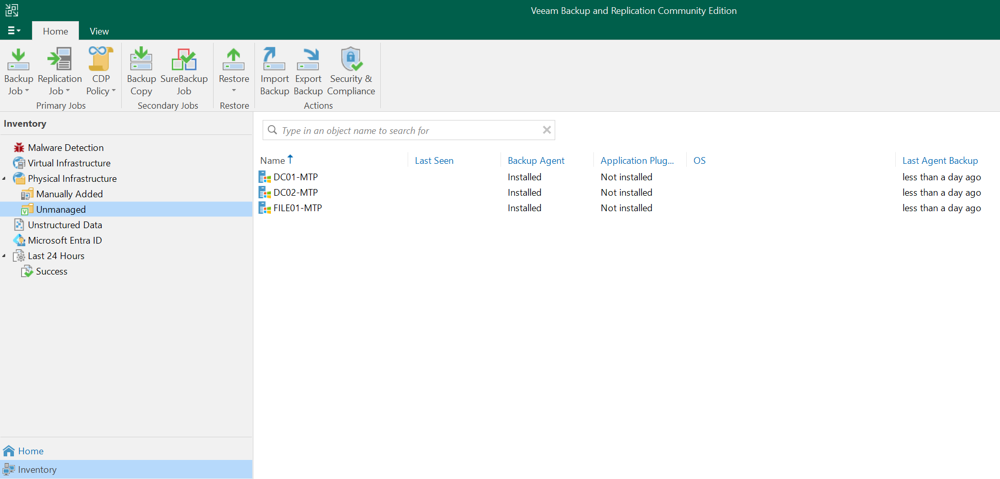 Veeam Backup and Replication Community Edition
Home View
Backup Job Replication Job CDP Policy Backup Copy SureBackup Job Restore Import Backup Export Backup Security & Compliance
Primary Jobs Secondary Jobs Restore Actions
Inventory
Malware Detection
Virtual Infrastructure
Physical Infrastructure
Manually Added
Unmanaged
Unstructured Data
Microsoft Entra ID
Last 24 Hours
Success
Home
Inventory
Type in an object name to search for
Name Last Seen Backup Agent Application Plug... OS Last Agent Backup
DC01-MTP Installed Not installed less than a day ago
DC02-MTP Installed Not installed less than a day ago
FILE01-MTP Installed Not installed less than a day ago